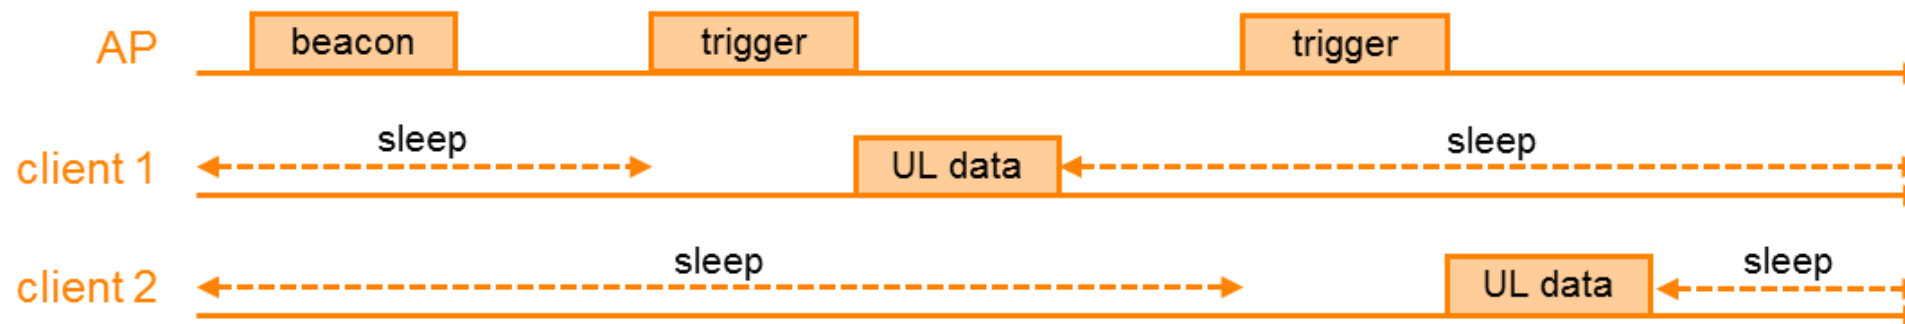 AP
beacon
trigger
trigger
client 1
sleep
UL data
sleep
client 2
sleep
UL data
sleep